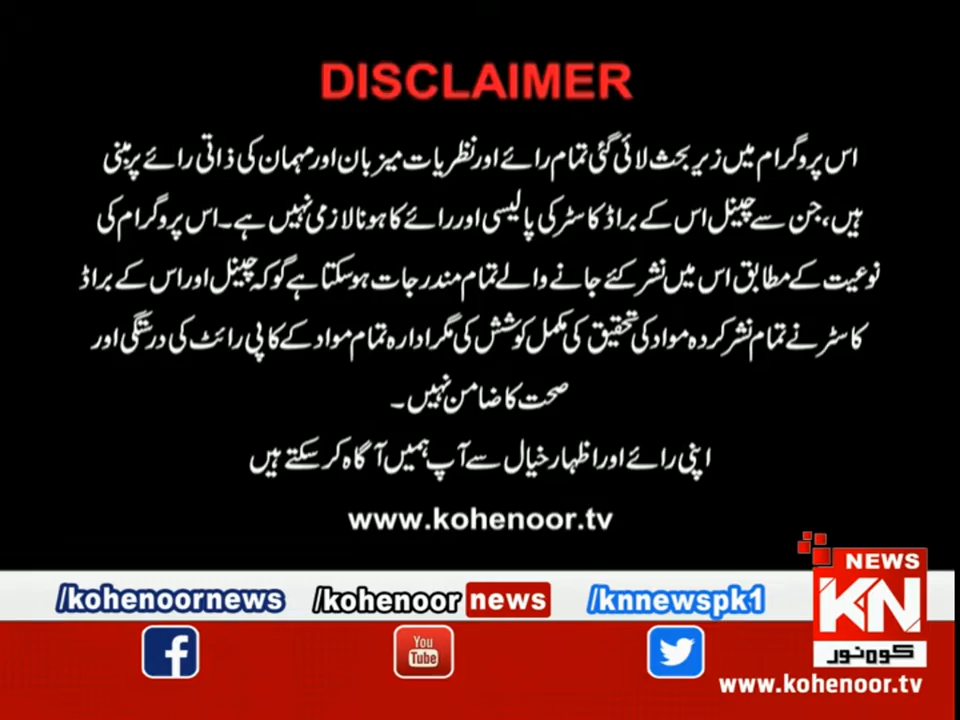 DISCLAIMER
اس پروگرام میں زیر بحث لائی گئی تمام رائے اور نظریات میزبان اور مہمان کی ذاتی رائے پر مبنی
ہیں، جن سے چینل اس کے براڈ کاسٹر کی پالیسی اور رائے کا ہونا لازمی نہیں ہے۔ اس پروگرام کی
نوعیت کے مطابق اس میں نشر کئے جانے والے تمام مندرجات ہو سکتا ہے گو کہ چینل اور اس کے براڈ
کاسٹر نے تمام نشر کردہ مواد کی تحقیق کی مکمل کوشش کی مگر ادارہ تمام مواد کے کاپی رائٹ کی درستگی اور
صحت کا ضامن نہیں۔
اپنی رائے اور اظہار خیال سے آپ ہمیں آگاہ کر سکتے ہیں
www.kohenoor.tv
/kohenoornews /kohenoor news /knnewspk1
You Tube
NEWS
KN
کوہ نور
www.kohenoor.tv